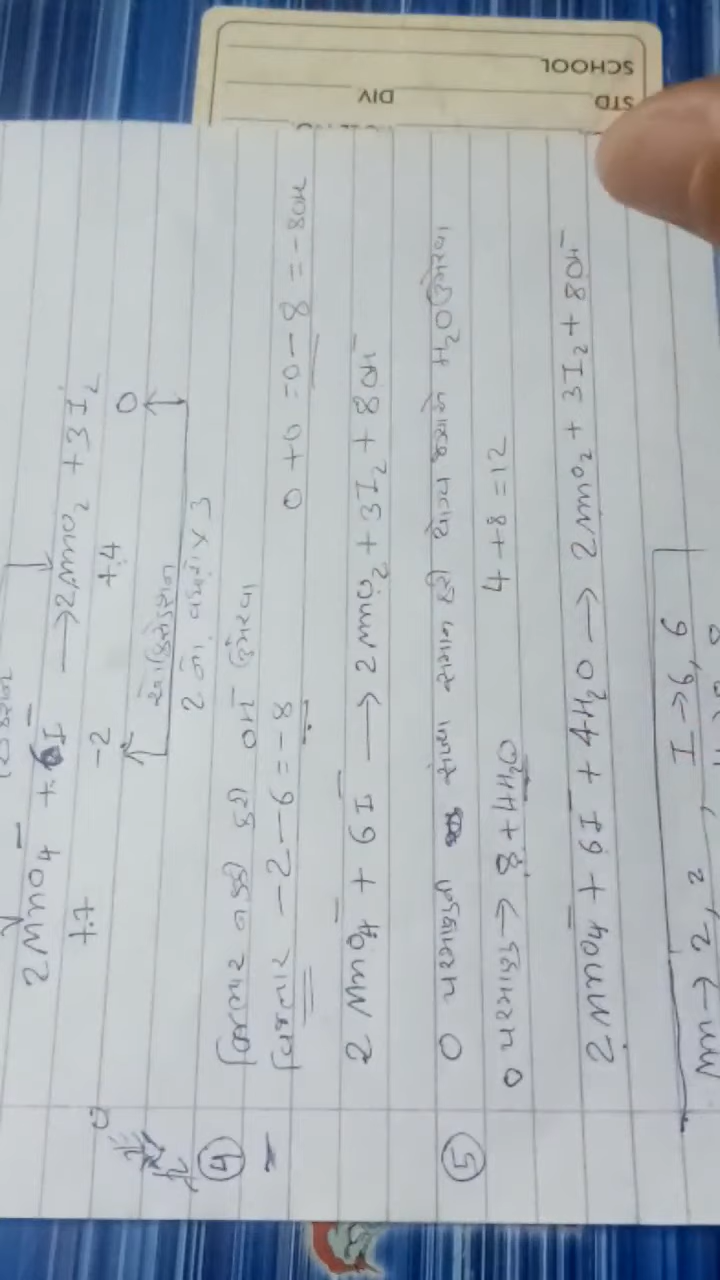 2MnO4⁻ + 6I⁻ → 2MnO2 + 3I2
+7 -2 +4 0
ઓક્સિડેશન
2 નો વધારો × 3
④ વિજભાર નક્કી કરી OH⁻ ઉમેરવા
- વિજભાર -2-6=-8 0+0=0-8=-8OH
2MnO4⁻ + 6I⁻ → 2MnO2 + 3I2 + 8OH⁻
⑤ O પરમાણુની સંખ્યા સમાન કરી યોગ્ય H2O ઉમેરવા
O પરમાણુ → 8 + 4H2O 4+8=12
2MnO4⁻ + 6I⁻ + 4H2O → 2MnO2 + 3I2 + 8OH⁻
Mn → 2, 2, I → 6, 6
SCHOOL
STD DIV